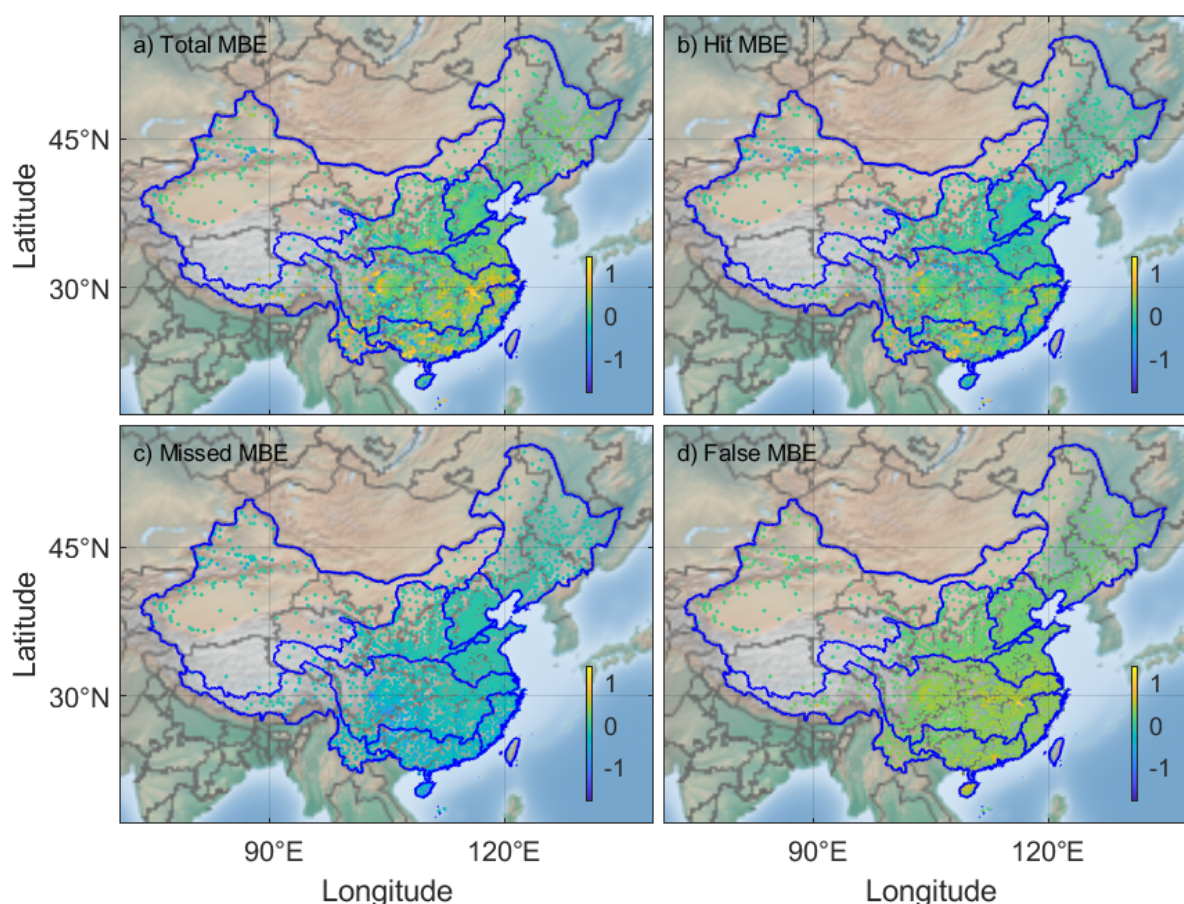 a) Total MBE
b) Hit MBE
45°N
30°N
Latitude
1
0
-1
1
0
-1
c) Missed MBE
d) False MBE
45°N
30°N
Latitude
1
0
-1
1
0
-1
90°E
120°E
90°E
120°E
Longitude
Longitude